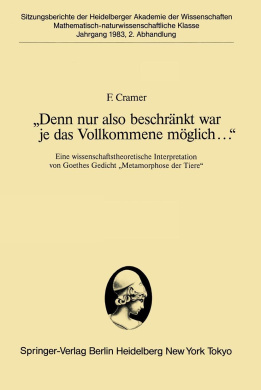 Sitzungsberichte der Heidelberger Akademie der Wissenschaften
Mathematisch-naturwissenschaftliche Klasse
Jahrgang 1983, 2. Abhandlung
F. Cramer
„Denn nur also beschränkt war
je das Vollkommene möglich...“
Eine wissenschaftstheoretische Interpretation
von Goethes Gedicht „Metamorphose der Tiere“
Springer-Verlag Berlin Heidelberg New York Tokyo